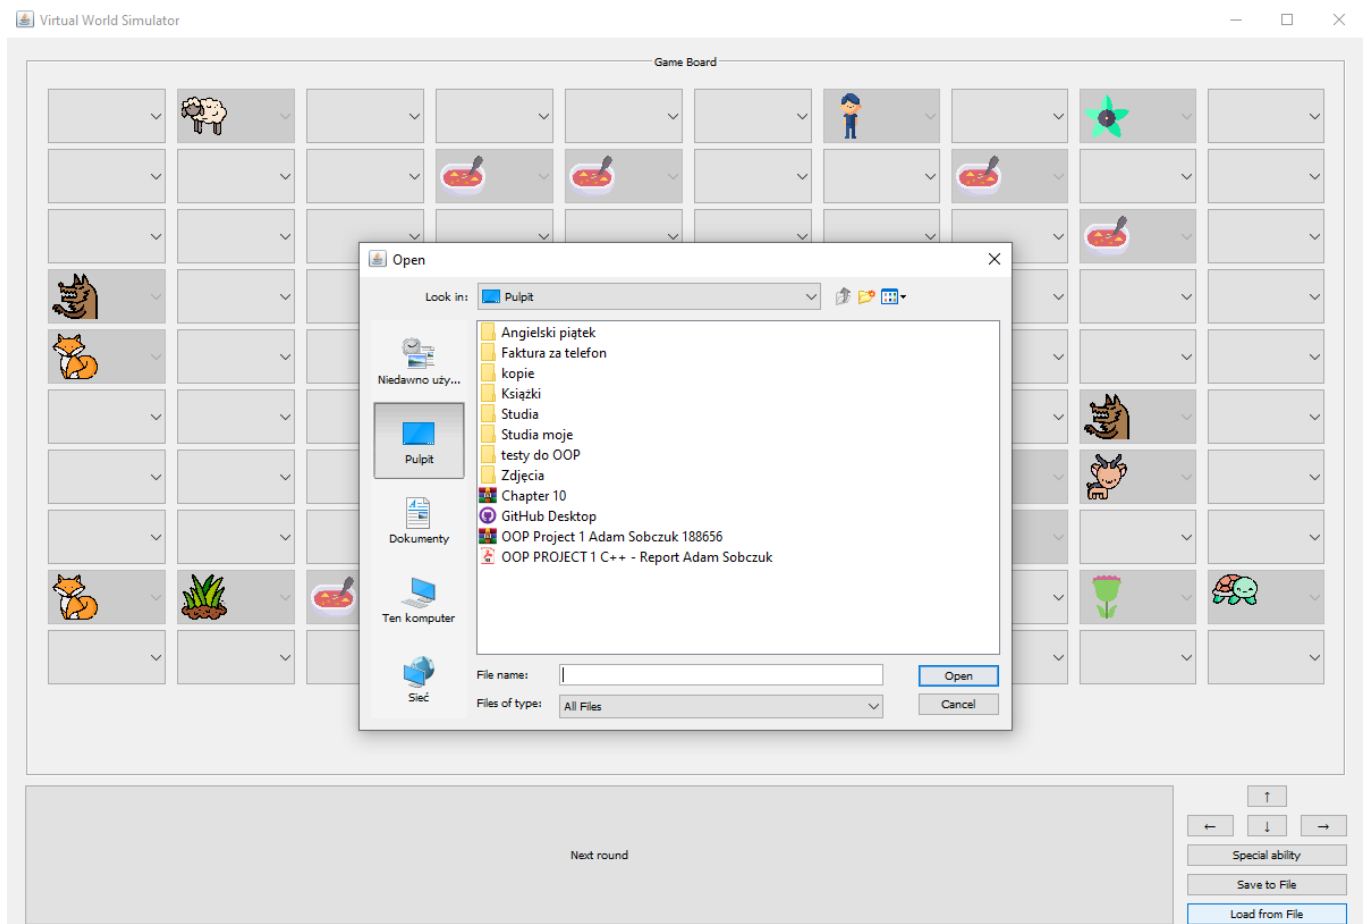 Virtual World Simulator
Game Board
Open
Look in:
Pulpit
Niedawno uży...
Pulpit
Dokumenty
Ten komputer
Sieć
Angielski piątek
Faktura za telefon
kopie
Książki
Studia
Studia moje
testy do OOP
Zdjęcia
Chapter 10
GitHub Desktop
OOP Project 1 Adam Sobczuk 188656
OOP PROJECT 1 C++ - Report Adam Sobczuk
File name:
Open
Files of type:
All Files
Cancel
Next round
↑
← ↓ →
Special ability
Save to File
Load from File